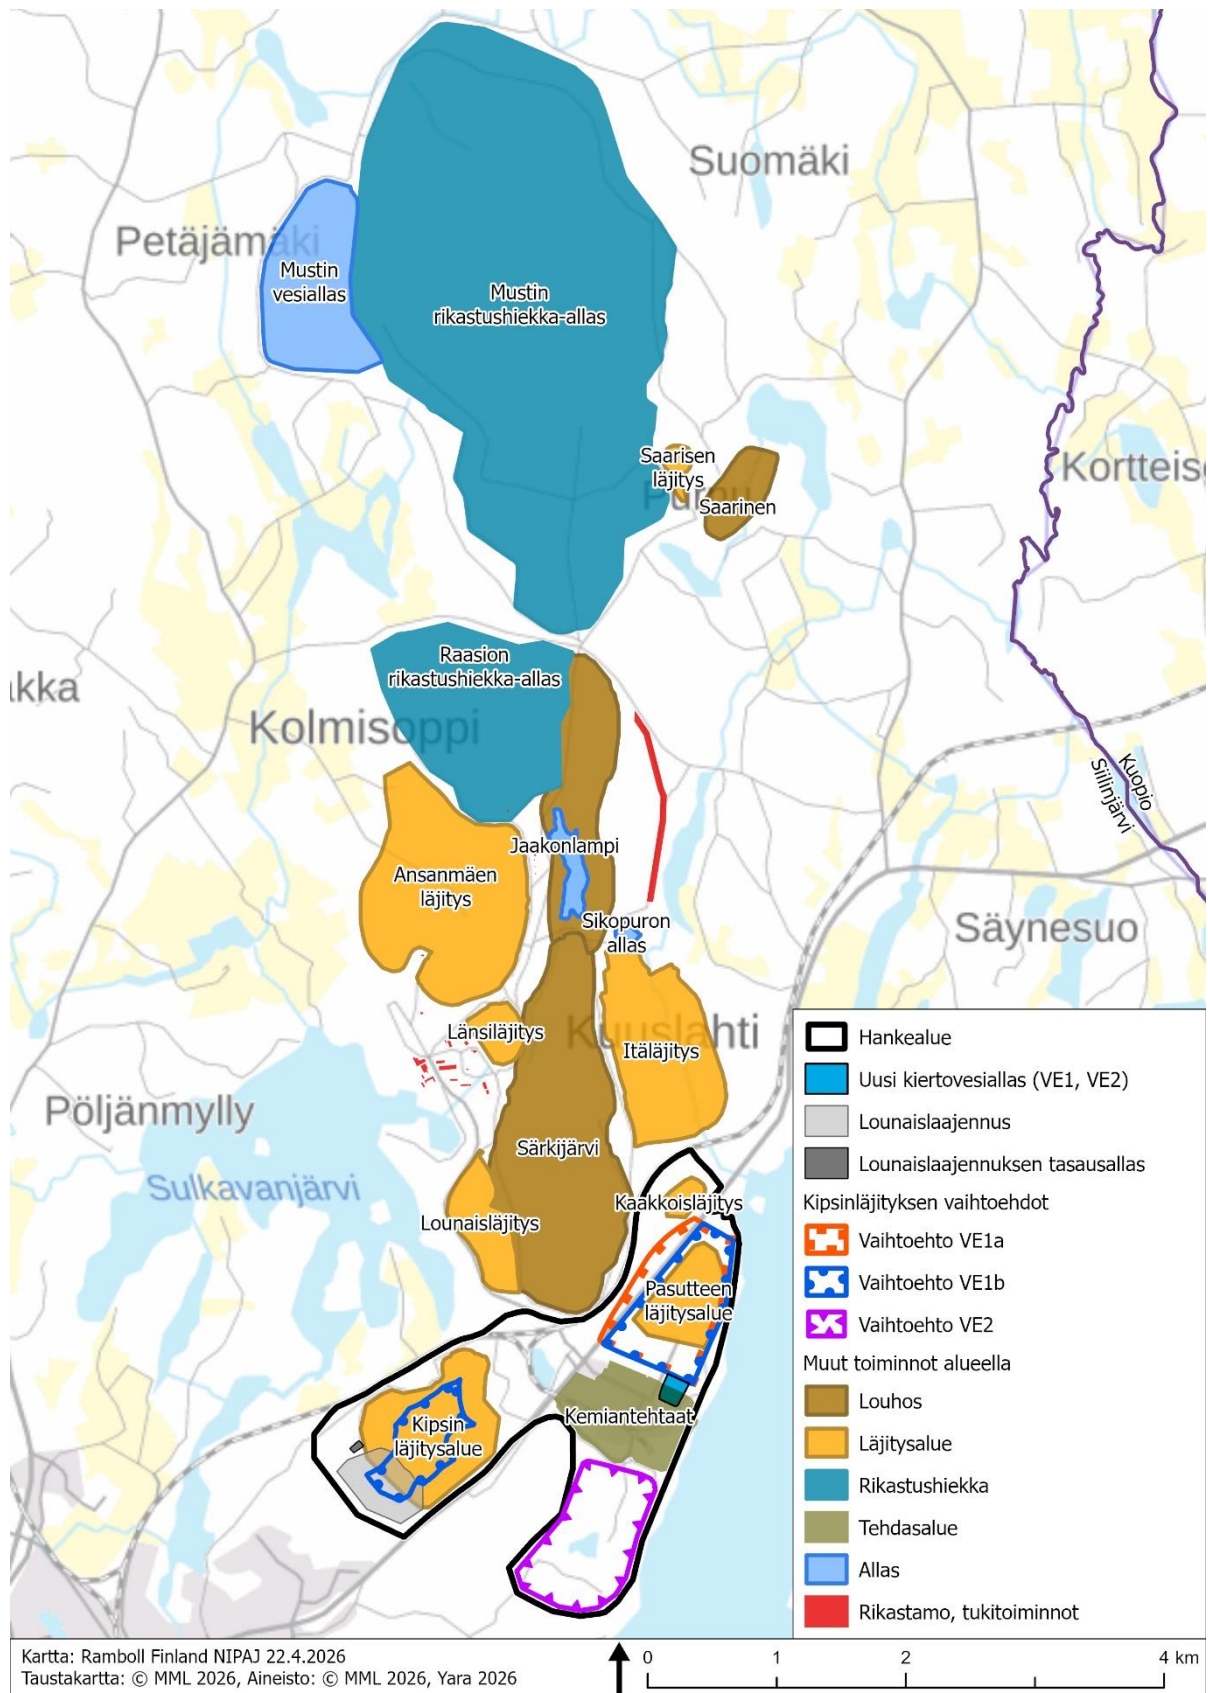 Suomäki
Petäjämäki
Mustin
vesiallas
Mustin
rikastushiekka-allas
Saarisen
läjitys
Saarinen
Raasion
rikastushiekka-allas
akka
Kolmisoppi
Kuopio
Siilinjärvi
Jaakonlampi
Ansanmäen
läjitys
Sikopuron
allas
Säynesuo
Länsiläjitys
Kuuslahti
Itäläjitys
Pöljänmylly
Särkijärvi
Sulkavanjärvi
Lounaisläjitys
Kaakkoisläjitys
Pasutteen
läjitysalue
Kemiantehtaat
Kipsin
läjitysalue
Hankealue
Uusi kiertovesiallas (VE1, VE2)
Lounaislaajennus
Lounaislaajennuksen tasausallas
Kipsinläjityksen vaihtoehdot
Vaihtoehto VE1a
Vaihtoehto VE1b
Vaihtoehto VE2
Muut toiminnot alueella
Louhos
Läjitysalue
Rikastushiekka
Tehdasalue
Allas
Rikastamo, tukitoiminnot
Kartta: Ramboll Finland NIPAJ 22.4.2026
Taustakartta: © MML 2026, Aineisto: © MML 2026, Yara 2026
0 1 2 4 km